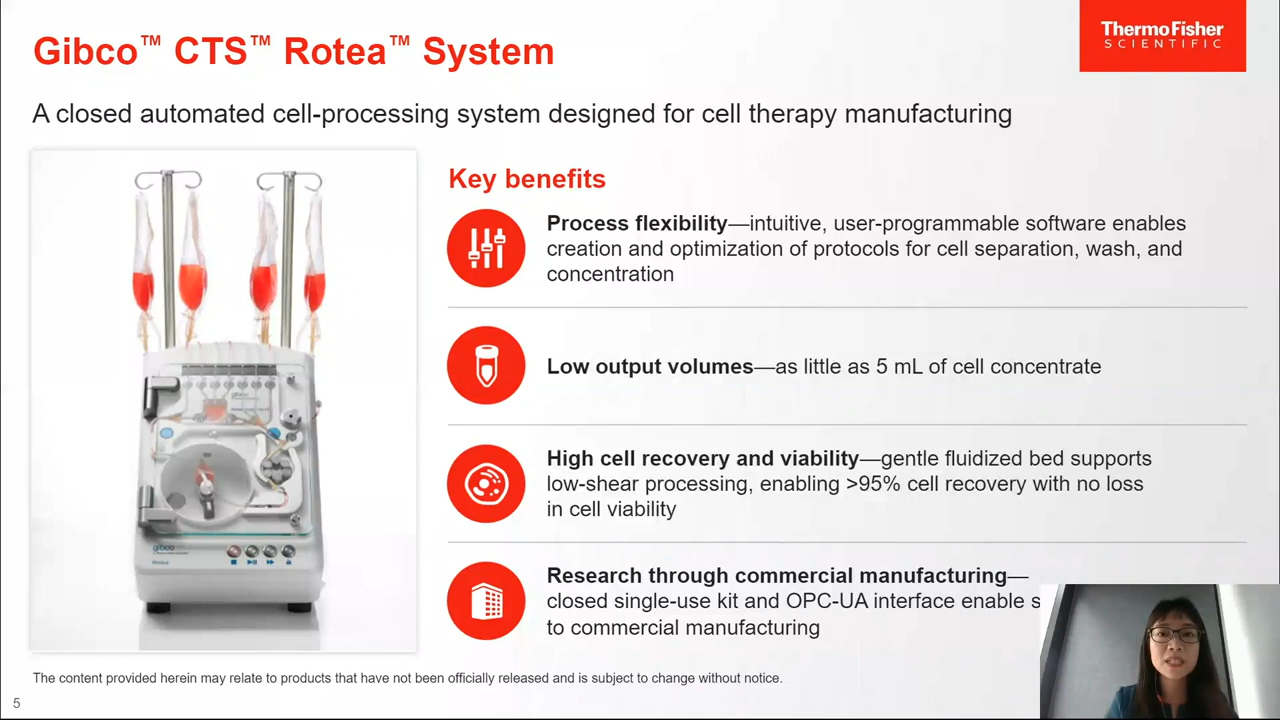 Gibco™ CTS™ Rotea™ System
ThermoFisher
SCIENTIFIC
A closed automated cell-processing system designed for cell therapy manufacturing
Key benefits
Process flexibility—intuitive, user-programmable software enables
creation and optimization of protocols for cell separation, wash, and
concentration
Low output volumes—as little as 5 mL of cell concentrate
High cell recovery and viability—gentle fluidized bed supports
low-shear processing, enabling >95% cell recovery with no loss
in cell viability
Research through commercial manufacturing—
closed single-use kit and OPC-UA interface enable s
to commercial manufacturing
gibco
Rotea
The content provided herein may relate to products that have not been officially released and is subject to change without notice.
5